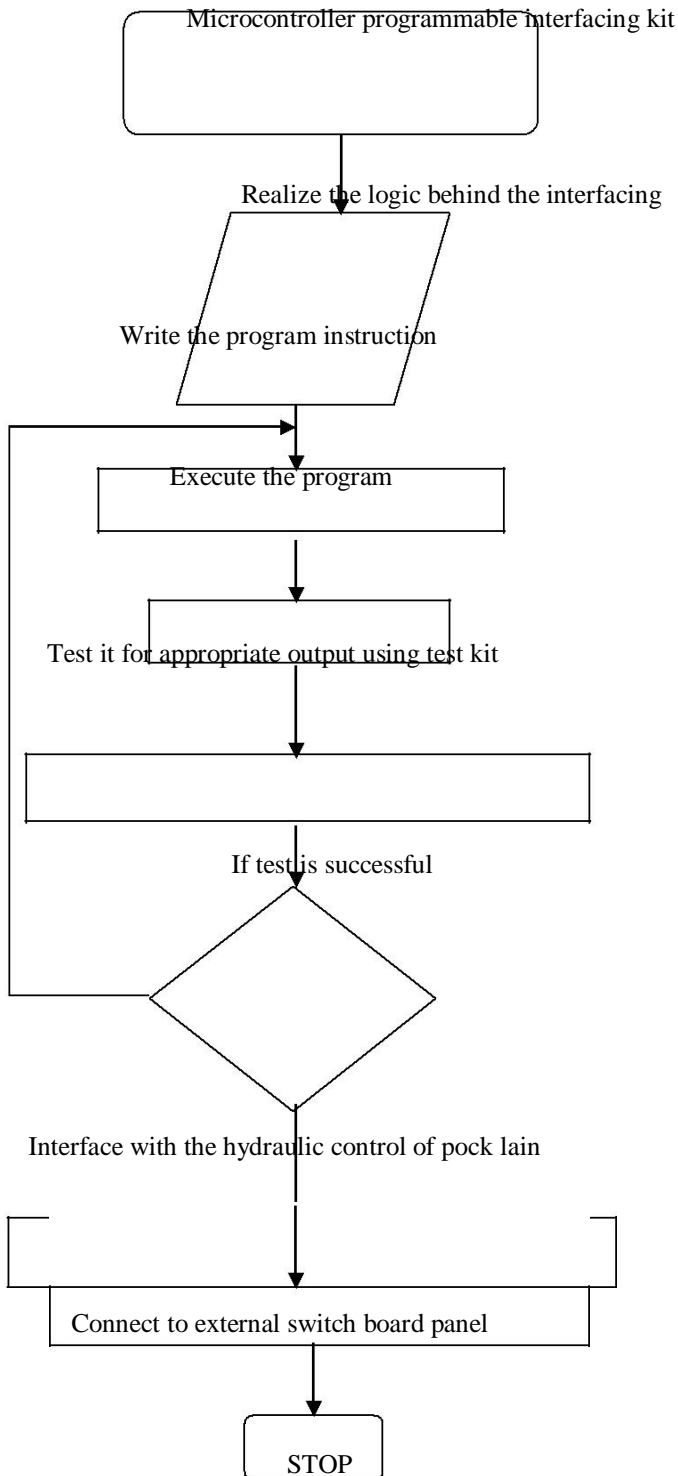 Microcontroller programmable interfacing kit
Realize the logic behind the interfacing
Write the program instruction
Execute the program
Test it for appropriate output using test kit
If test is successful
Interface with the hydraulic control of pock lain
Connect to external switch board panel
STOP